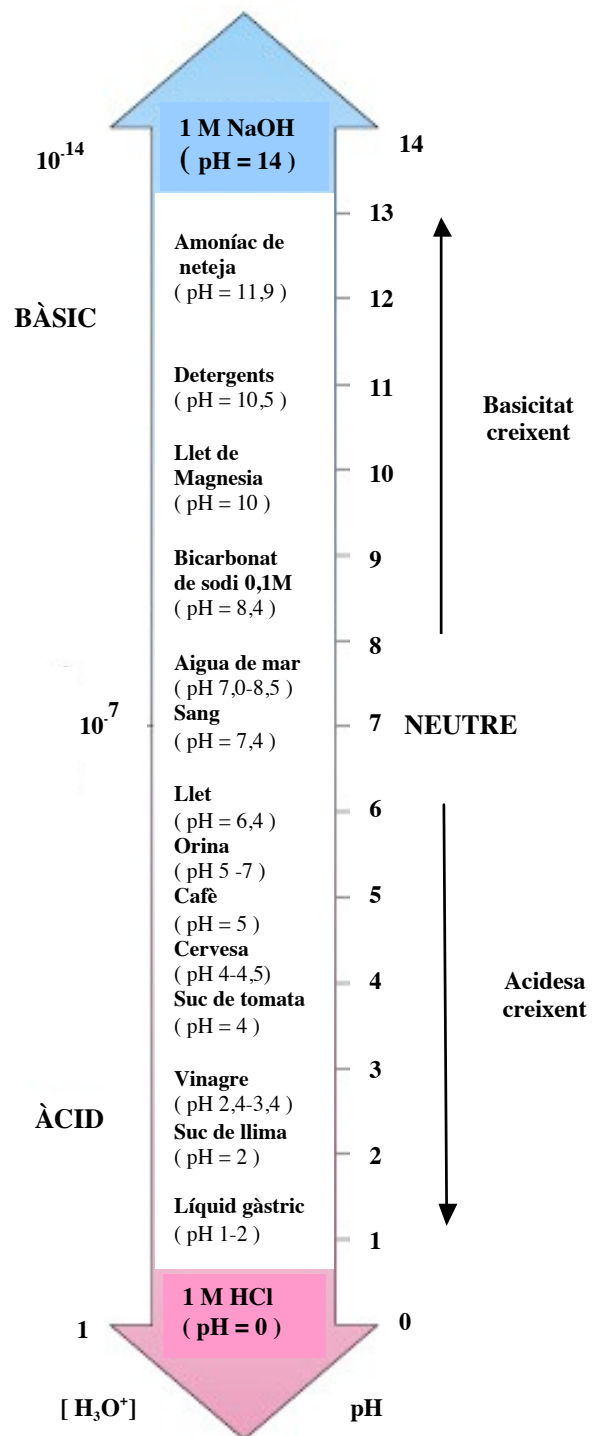 1 M NaOH
( pH = 14 )
10-14
14
13
Amoníac de
neteja
( pH = 11,9 )
12
BÀSIC
Detergents
( pH = 10,5 )
11
Basicitat
creixent
Llet de
Magnesia
( pH = 10 )
10
9
Bicarbonat
de sodi 0,1M
( pH = 8,4 )
8
Aigua de mar
( pH 7,0-8,5 )
10-7
Sang
( pH = 7,4 )
7
NEUTRE
Llet
( pH = 6,4 )
6
Orina
( pH 5 -7 )
Cafè
( pH = 5 )
5
Cervesa
( pH 4-4,5)
4
Suc de tomata
( pH = 4 )
Acidesa
creixent
3
Vinagre
( pH 2,4-3,4 )
ÀCID
Suc de llima
( pH = 2 )
2
Líquid gàstric
( pH 1-2 )
1
1 M HCl
( pH = 0 )
1
0
[ H₃O⁺]
pH